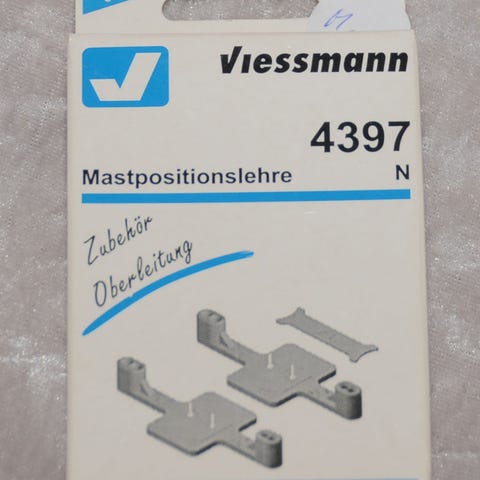 Viessmann
4397
Mastpositionslehre N
Zubehör
Oberleitung